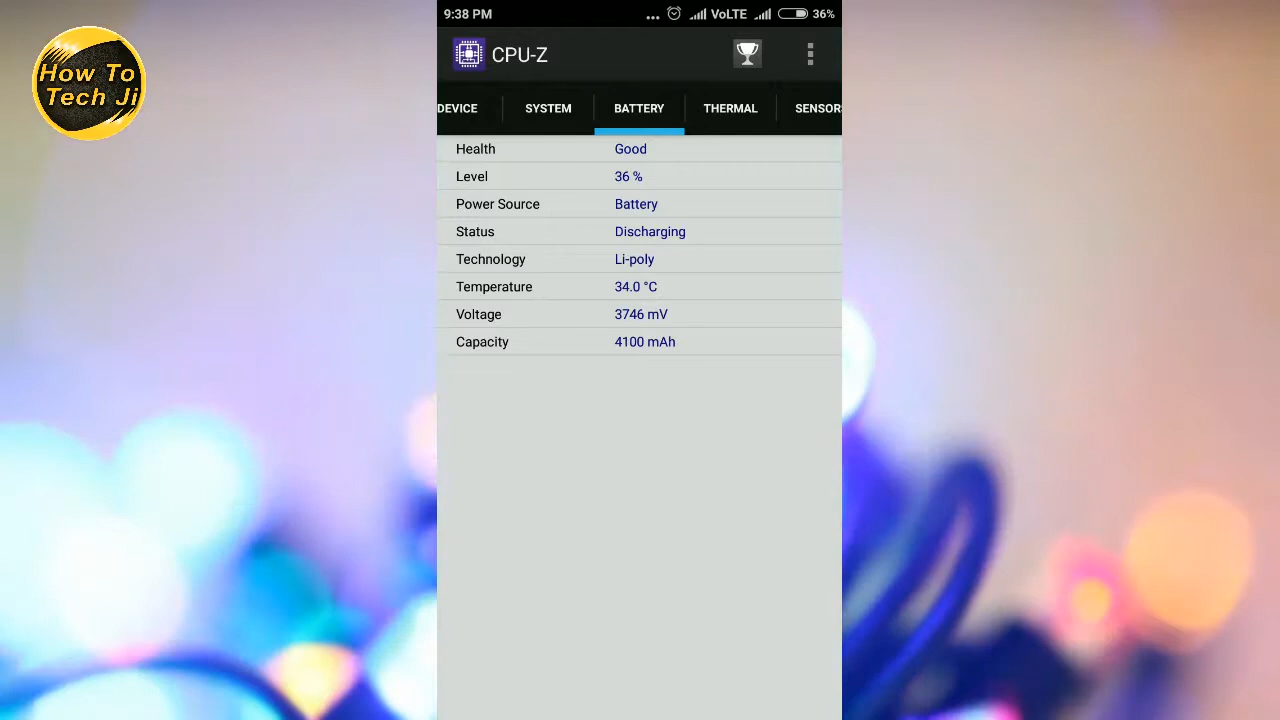 How To
Tech Ji
9:38 PM ... VoLTE 36%
CPU-Z
DEVICE SYSTEM BATTERY THERMAL SENSOR
Health Good
Level 36 %
Power Source Battery
Status Discharging
Technology Li-poly
Temperature 34.0 °C
Voltage 3746 mV
Capacity 4100 mAh